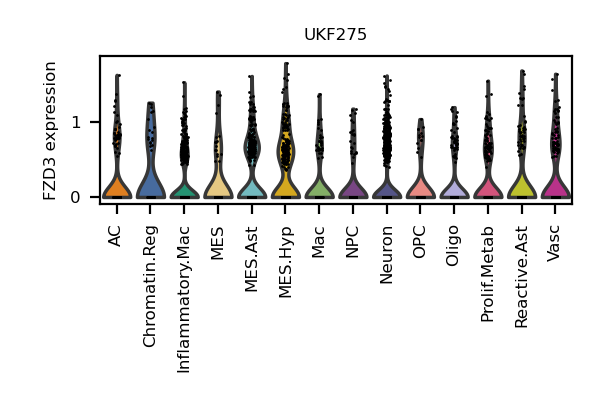 UKF275
FZD3 expression
1
0
AC
Chromatin.Reg
Inflammatory.Mac
MES
MES.Ast
MES.Hyp
Mac
NPC
Neuron
OPC
Oligo
Prolif.Metab
Reactive.Ast
Vasc